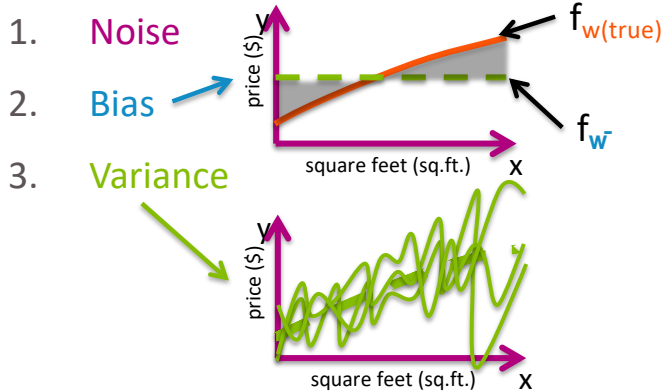 1. Noise
2. Bias
3. Variance
y
price ($)
square feet (sq.ft.)
x
f w(true)
f w̄
y
price ($)
square feet (sq.ft.)
x